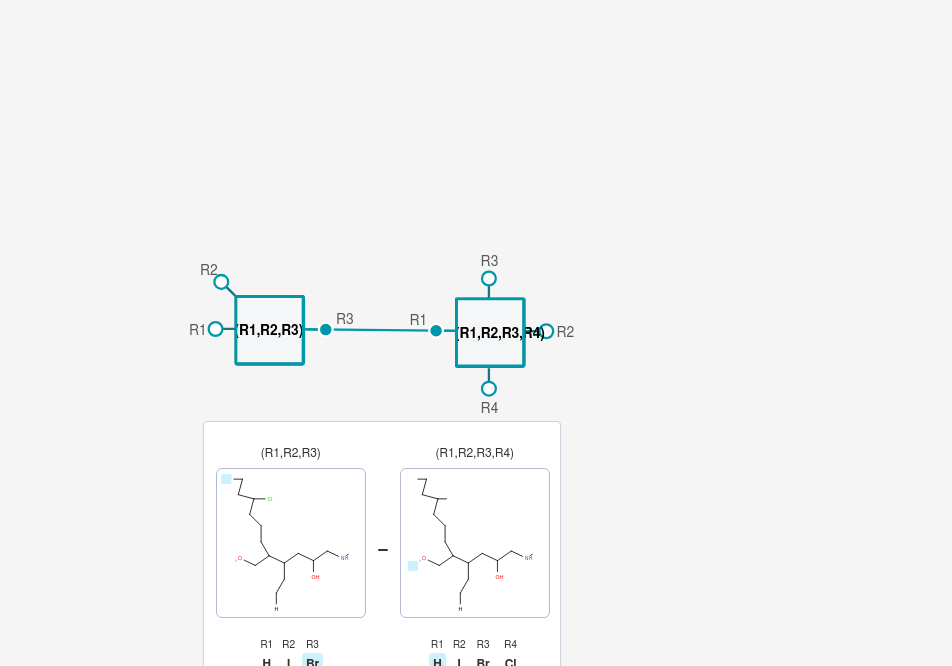 R3
R2
R3
R1
R1
(R1,R2,R3)
(R1,R2,R3,R4)
R2
R4
(R1,R2,R3)
(R1,R2,R3,R4)
Cl
O
NH
OH
H
–
O
NH
OH
H
R1 R2 R3
R1 R2 R3 R4
H I Br
H I Br Cl